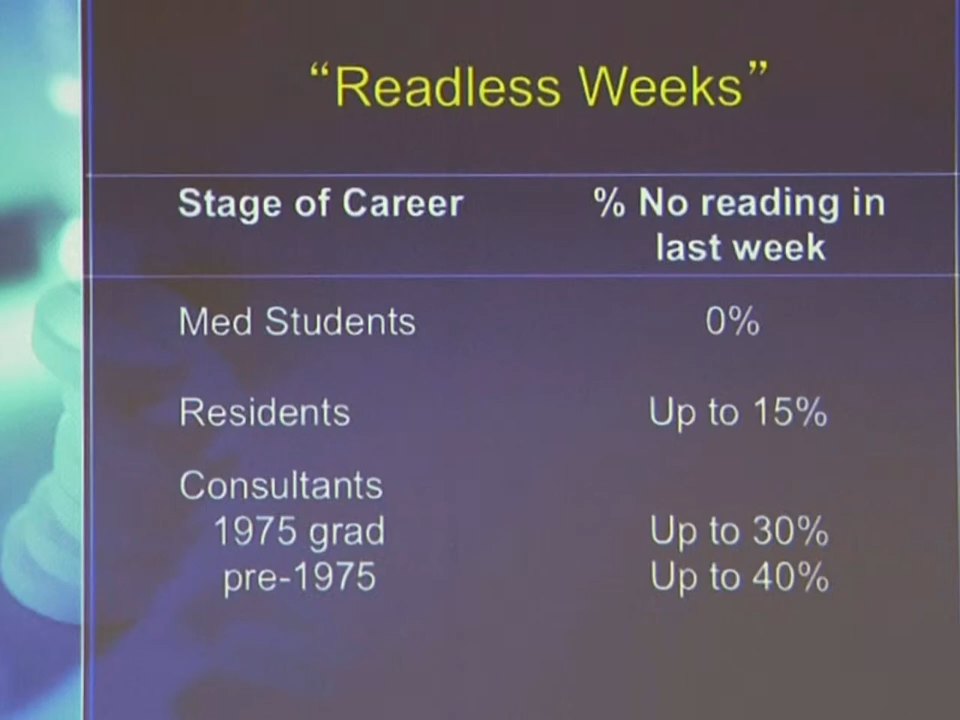 “Readless Weeks”
Stage of Career % No reading in
last week
Med Students 0%
Residents Up to 15%
Consultants
1975 grad Up to 30%
pre-1975 Up to 40%